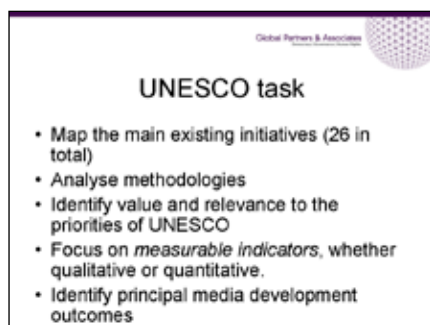 Global Partners & Associates
UNESCO task
• Map the main existing initiatives (26 in
total)
• Analyse methodologies
• Identify value and relevance to the
priorities of UNESCO
• Focus on measurable indicators, whether
qualitative or quantitative.
• Identify principal media development
outcomes